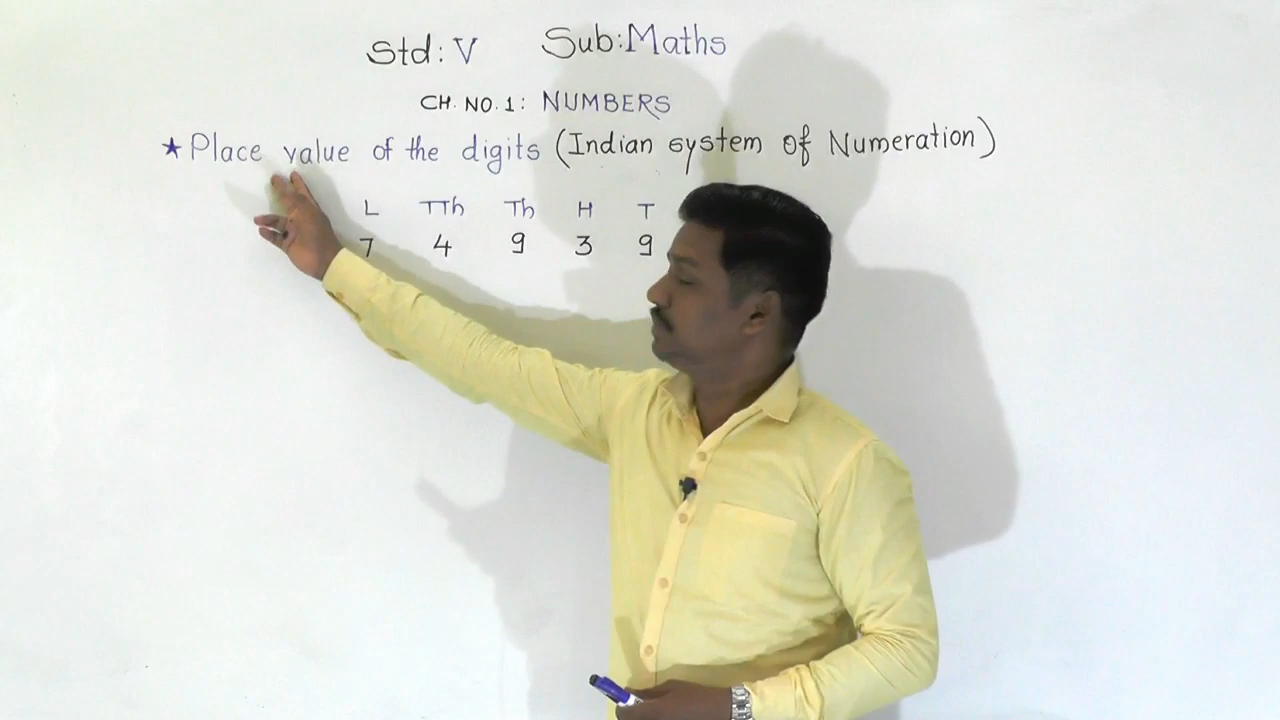 Std: V Sub: Maths
CH. NO. 1: NUMBERS
★ Place value of the digits (Indian system of Numeration)
L TTh Th H T
7 4 9 3 9